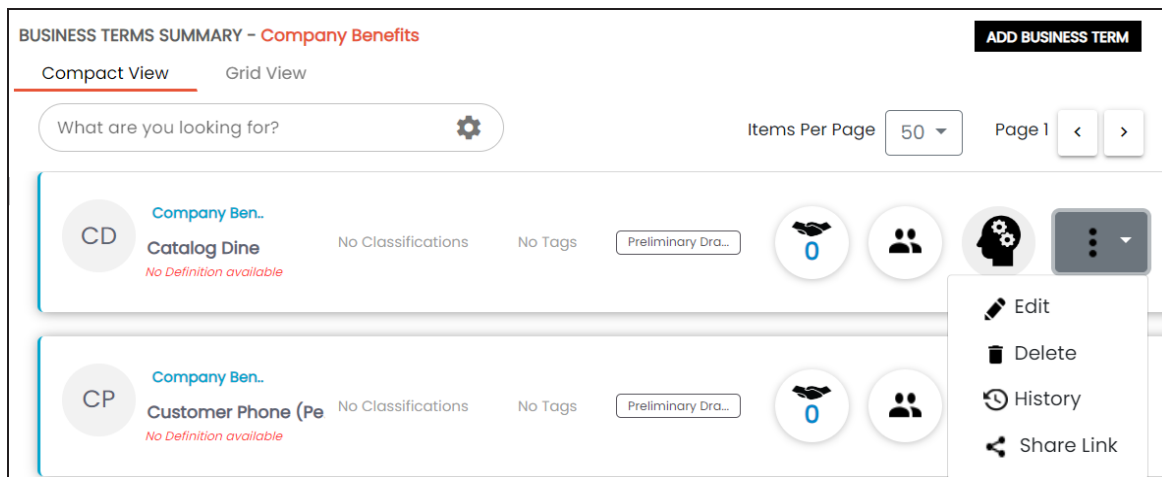 BUSINESS TERMS SUMMARY - Company Benefits
ADD BUSINESS TERM
Compact View
Grid View
What are you looking for?
Items Per Page
50
Page 1
<
>
CD
Company Ben..
Catalog Dine
No Definition available
No Classifications
No Tags
Preliminary Dra...
0
Edit
Delete
History
Share Link
CP
Company Ben..
Customer Phone (Pe
No Definition available
No Classifications
No Tags
Preliminary Dra...
0